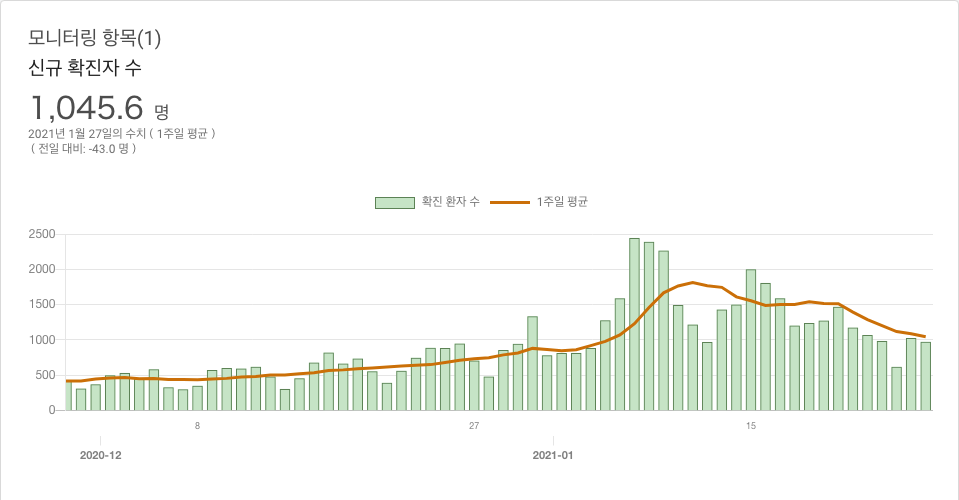 모니터링 항목(1)
신규 확진자 수
1,045.6 명
2021년 1월 27일의 수치 ( 1주일 평균 )
( 전일 대비: -43.0 명 )
확진 환자 수 1주일 평균
2500
2000
1500
1000
500
0
8 27 15
2020-12 2021-01